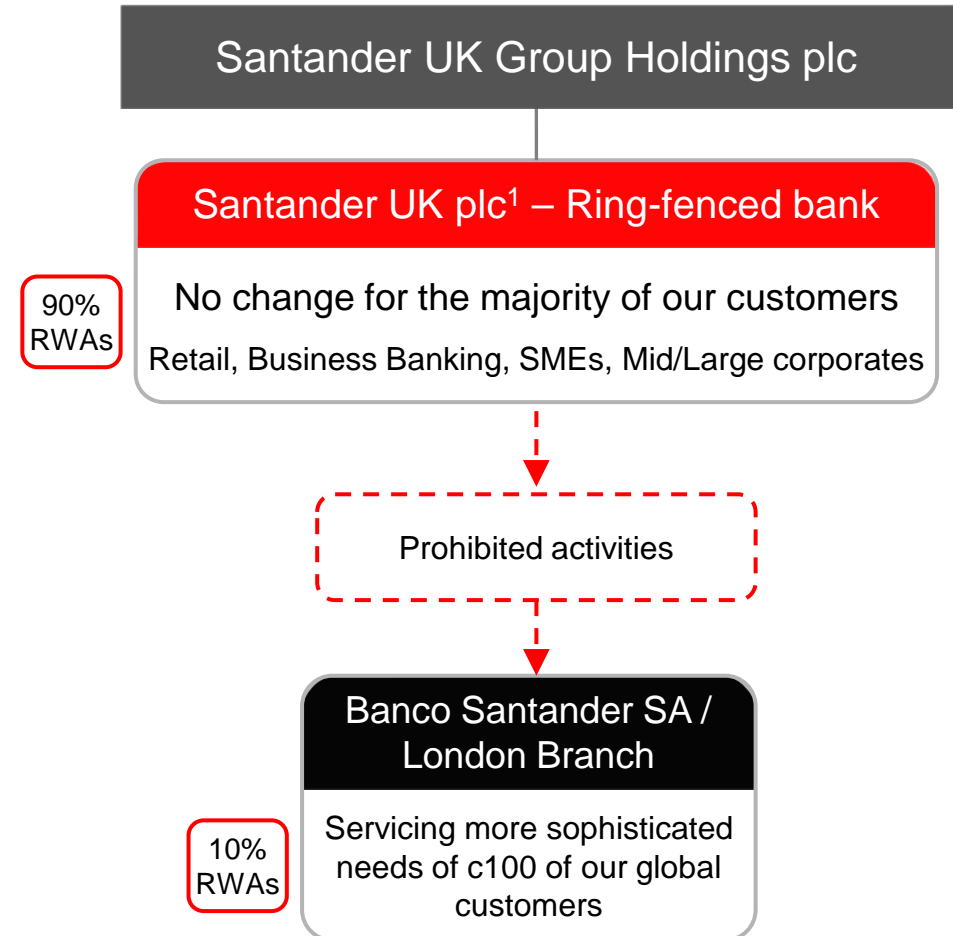 Santander UK Group Holdings plc
Santander UK plc¹ – Ring-fenced bank
90%
RWAs
No change for the majority of our customers
Retail, Business Banking, SMEs, Mid/Large corporates
Prohibited activities
Banco Santander SA /
London Branch
10%
RWAs
Servicing more sophisticated
needs of c100 of our global
customers